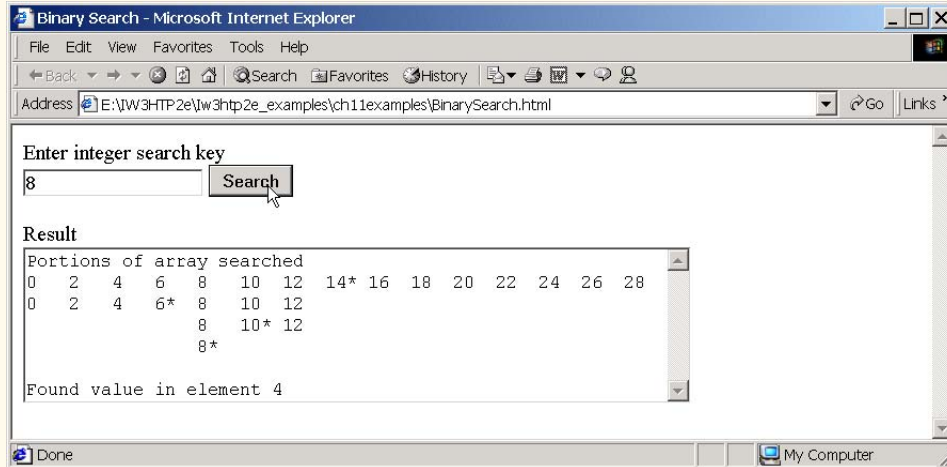 Binary Search - Microsoft Internet Explorer
File Edit View Favorites Tools Help
Back Search Favorites History
Address E:\IW3HTP2e\Iw3htp2e_examples\ch11examples\BinarySearch.html Go Links
Enter integer search key
8 Search
Result
Portions of array searched
0 2 4 6 8 10 12 14* 16 18 20 22 24 26 28
0 2 4 6* 8 10 12
8 10* 12
8*
Found value in element 4
Done My Computer